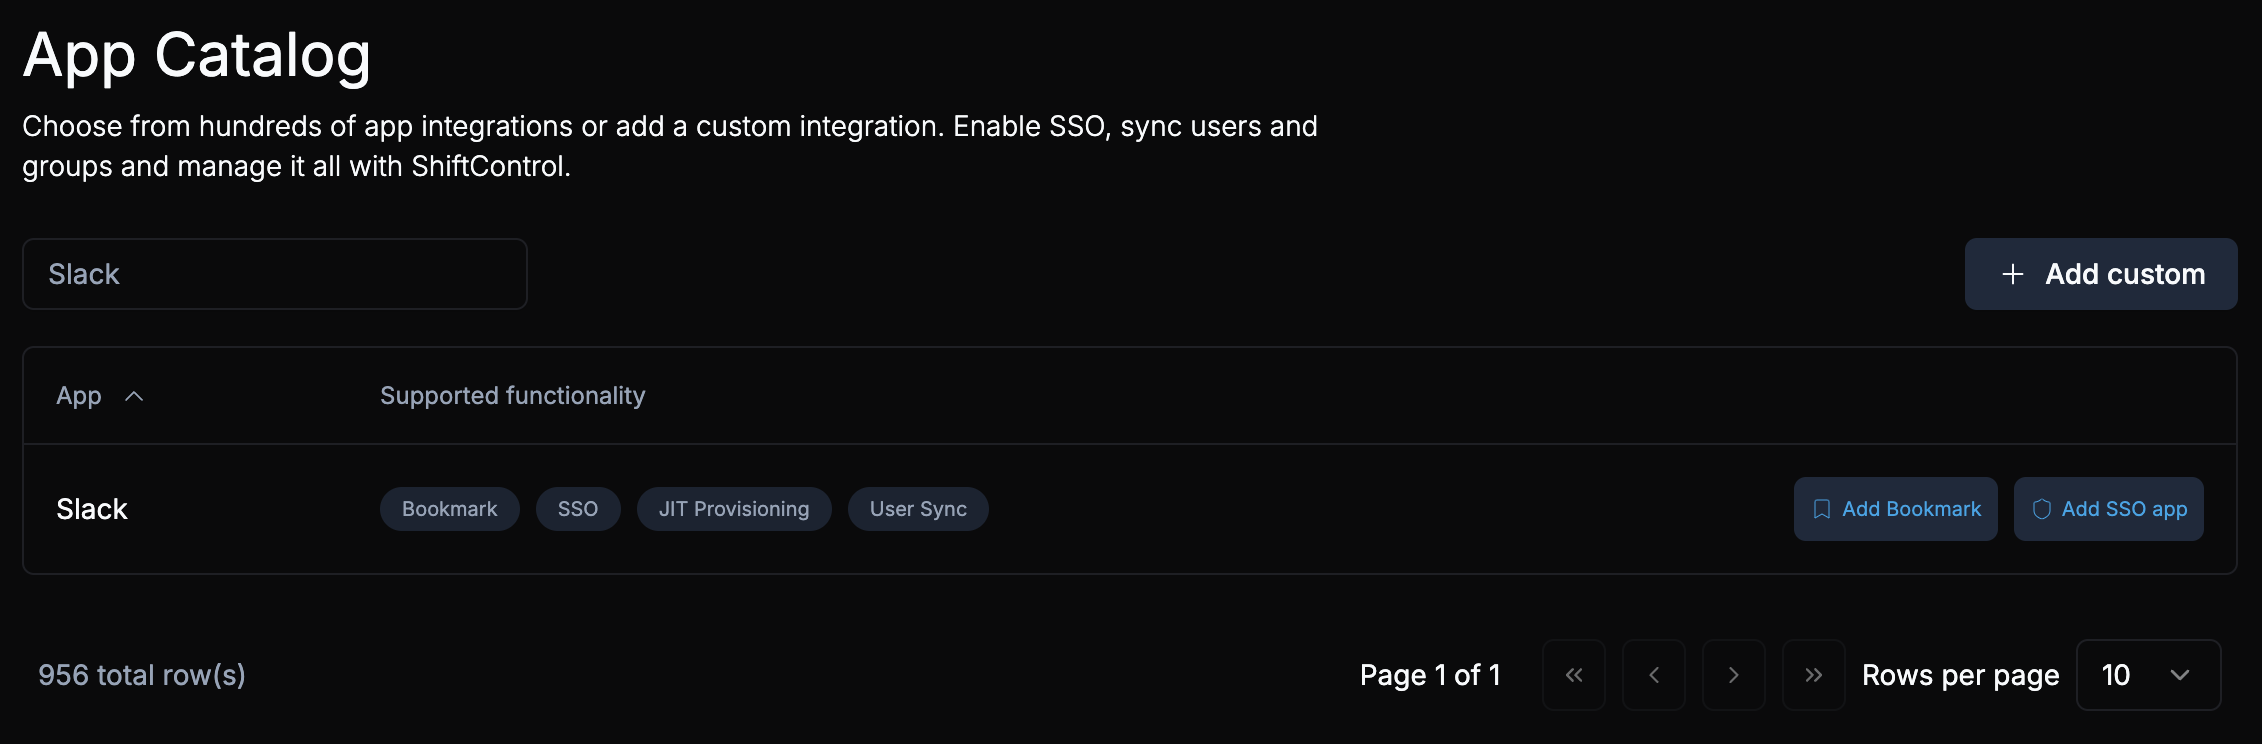 App Catalog
Choose from hundreds of app integrations or add a custom integration. Enable SSO, sync users and
groups and manage it all with ShiftControl.
Slack
Add custom
App Supported functionality
Slack Bookmark SSO JIT Provisioning User Sync Add Bookmark Add SSO app
956 total row(s) Page 1 of 1 Rows per page 10